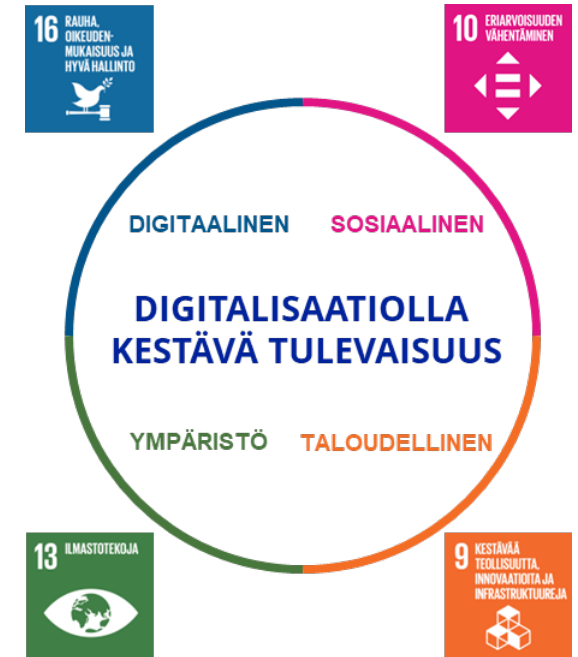 16 RAUHA,
OIKEUDEN-
MUKAISUUS JA
HYVÄ HALLINTO
10 ERIARVOISUUDEN
VÄHENTÄMINEN
DIGITAALINEN
SOSIAALINEN
DIGITALISAATIOLLA
KESTÄVÄ TULEVAISUUS
YMPÄRISTÖ
TALOUDELLINEN
13 ILMASTOTEKOJA
9 KESTÄVÄÄ
TEOLLISUUTTA,
INNOVAATIOITA JA
INFRASTRUKTUUREJA